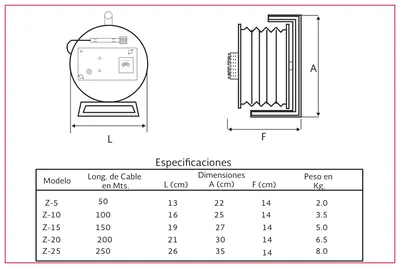 L
F
A
Especificaciones
Modelo Long. de Cable en Mts. Dimensiones L (cm) A (cm) F (cm) Peso en Kg.
Z-5 50 13 22 14 2.0
Z-10 100 16 25 14 3.5
Z-15 150 19 27 14 5.0
Z-20 200 21 30 14 6.5
Z-25 250 26 35 14 8.0